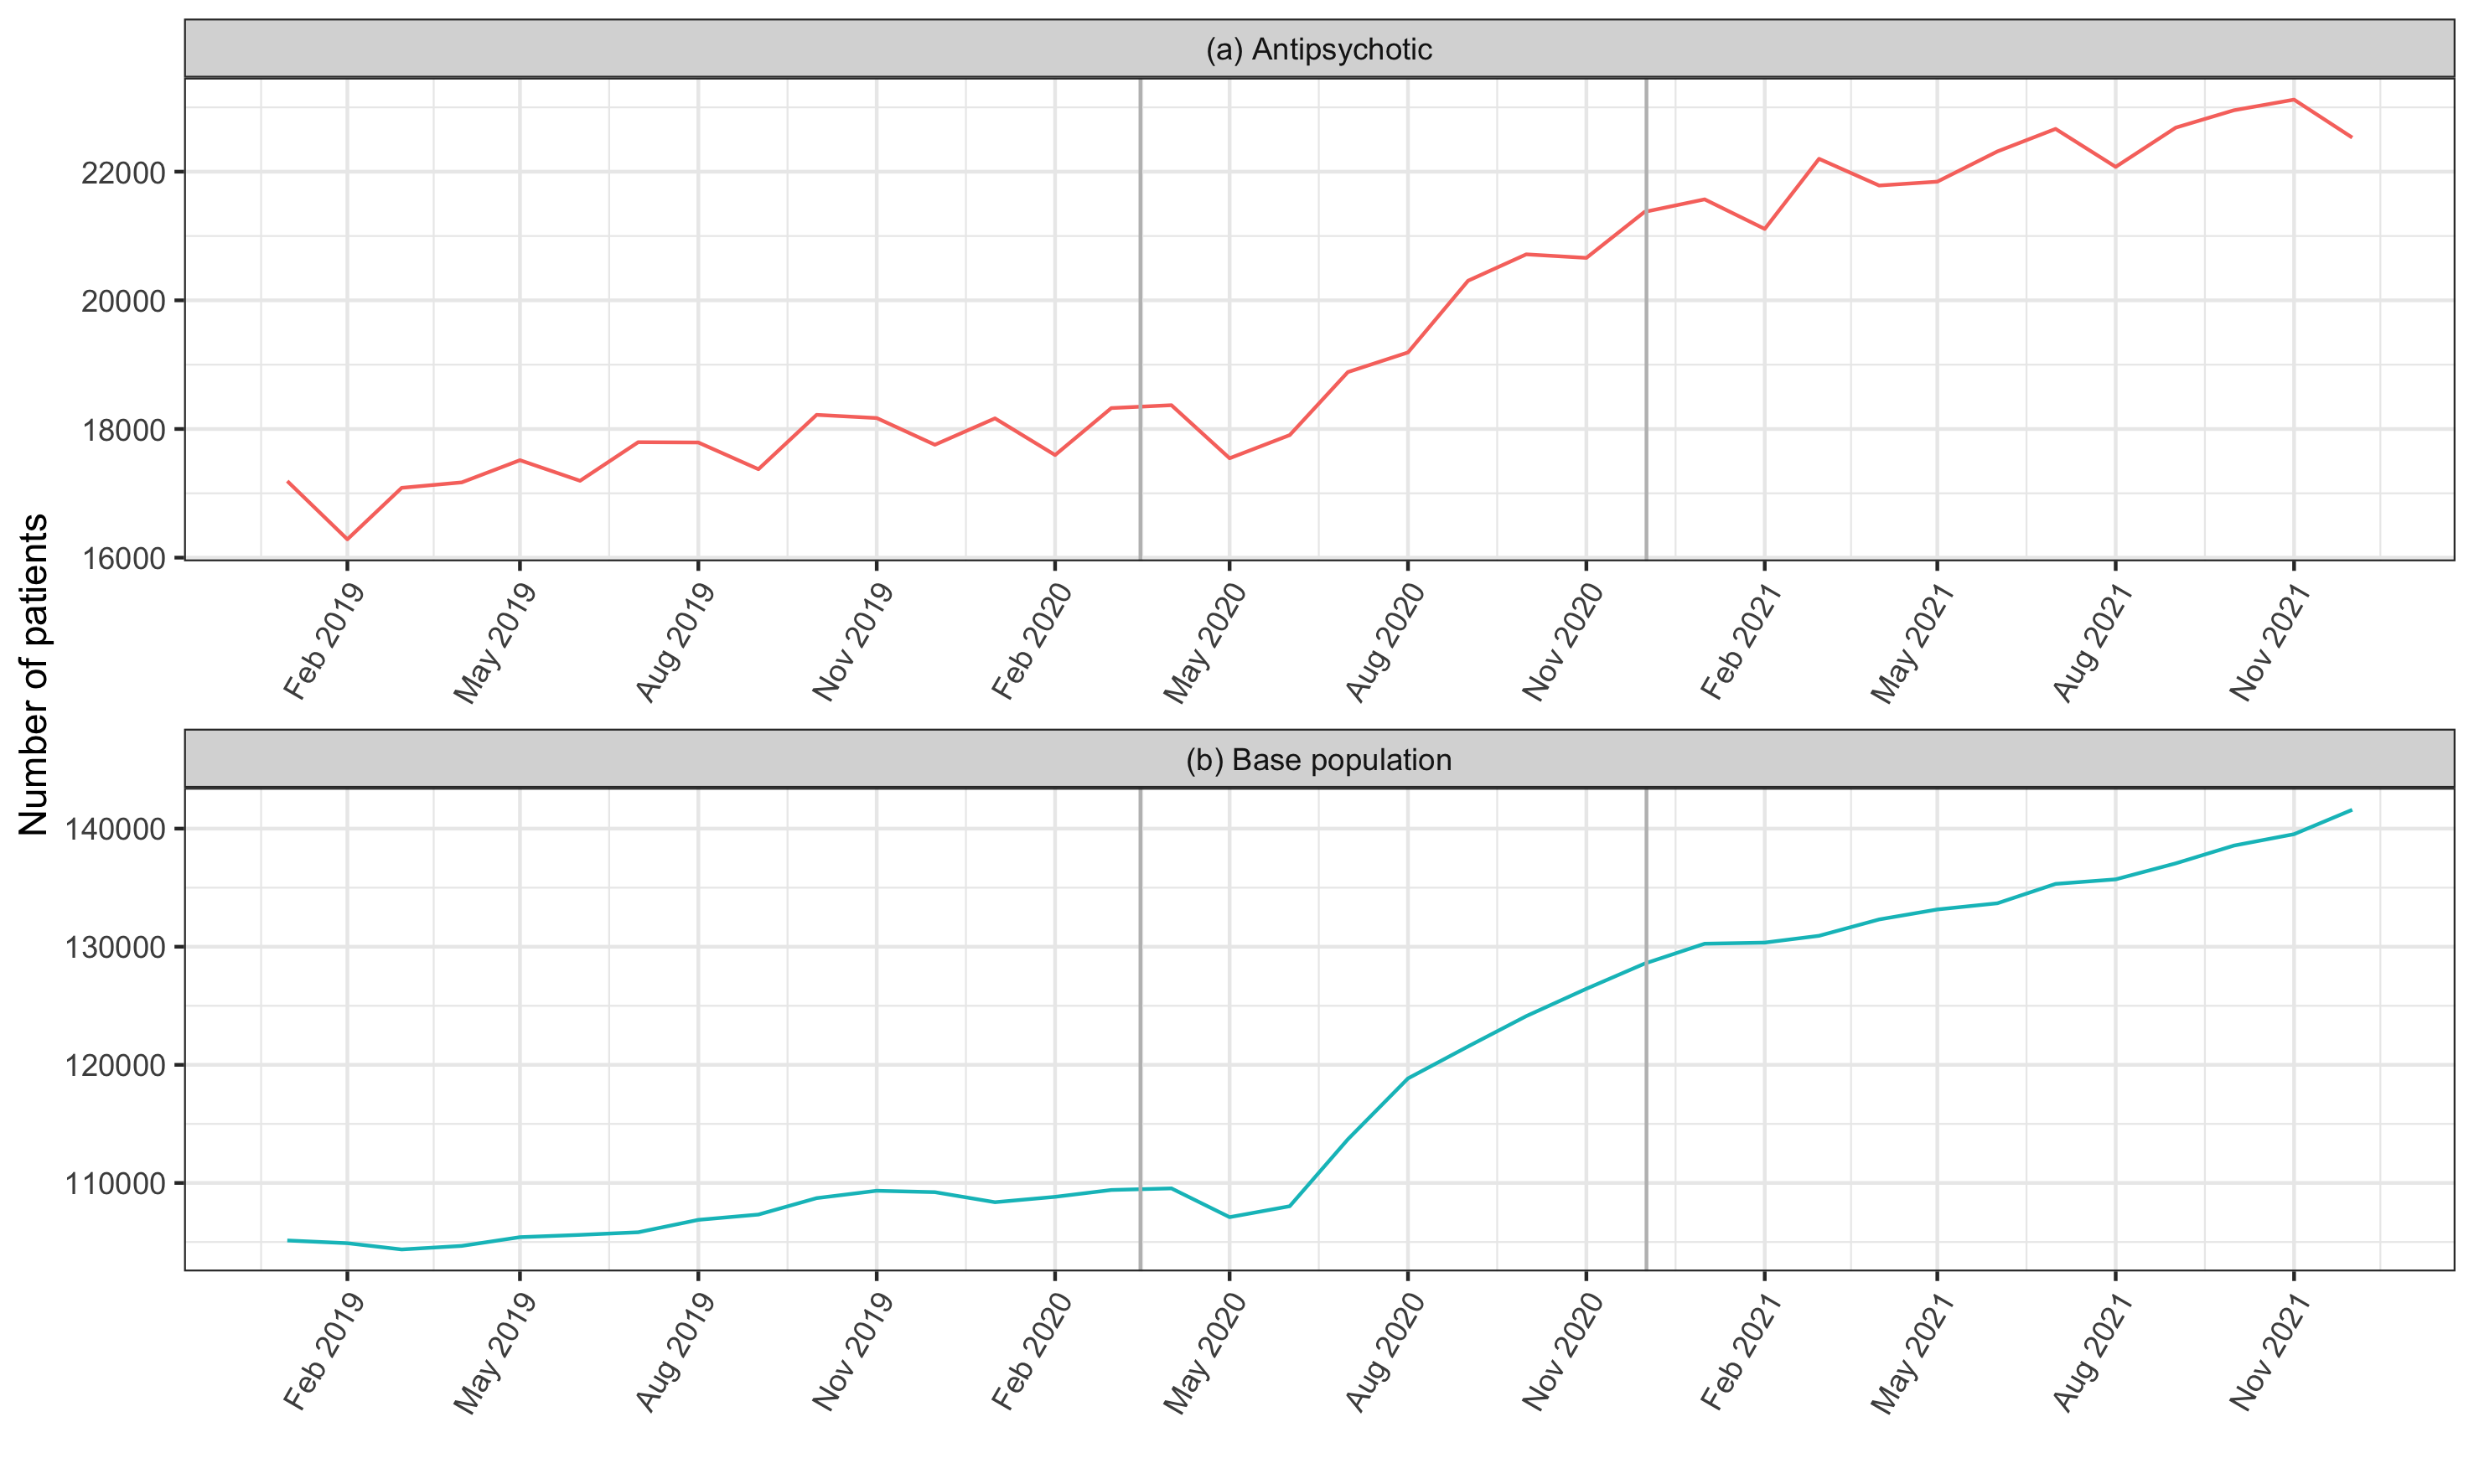 (a) Antipsychotic
22000
20000
18000
16000
Feb 2019
May 2019
Aug 2019
Nov 2019
Feb 2020
May 2020
Aug 2020
Nov 2020
Feb 2021
May 2021
Aug 2021
Nov 2021
Number of patients
(b) Base population
140000
130000
120000
110000
Feb 2019
May 2019
Aug 2019
Nov 2019
Feb 2020
May 2020
Aug 2020
Nov 2020
Feb 2021
May 2021
Aug 2021
Nov 2021